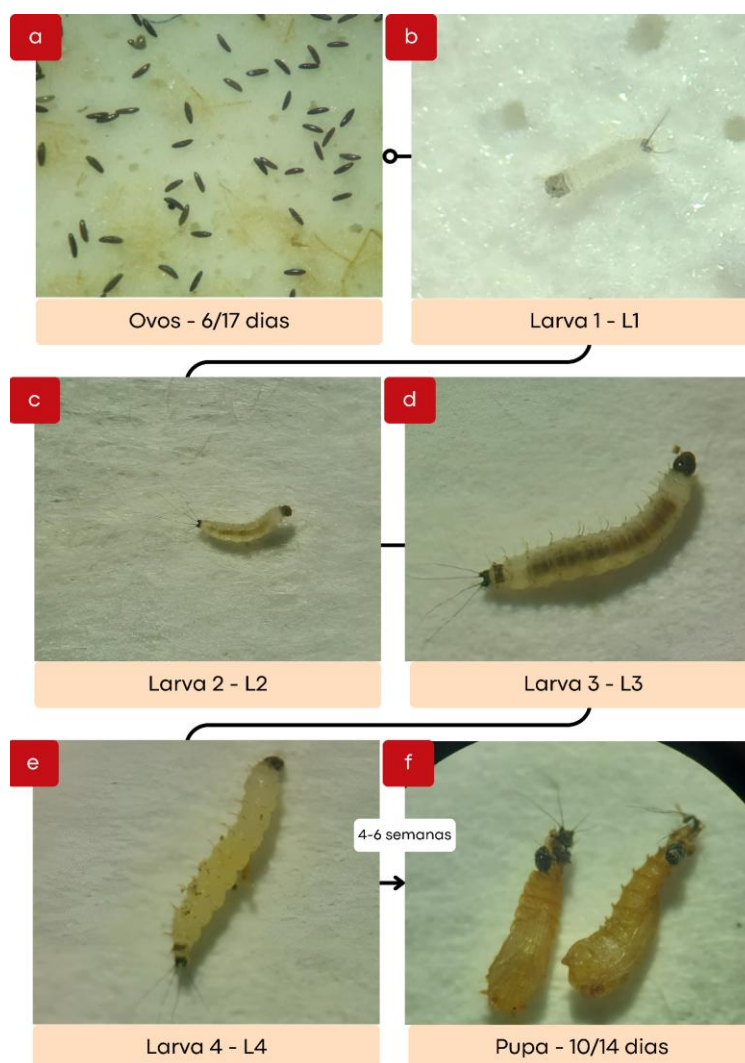 a
b
Ovos - 6/17 dias
Larva 1 - L1
c
d
Larva 2 - L2
Larva 3 - L3
e
f
4-6 semanas
Larva 4 - L4
Pupa - 10/14 dias